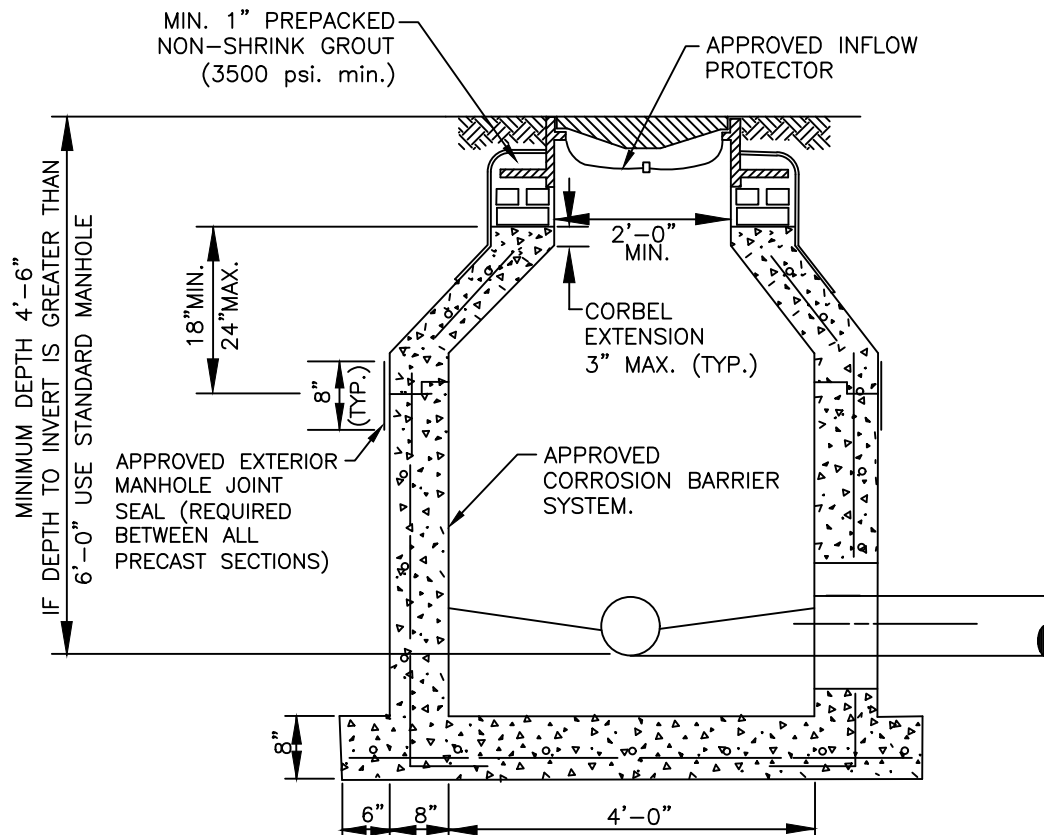 MIN. 1" PREPACKED
NON-SHRINK GROUT
(3500 psi. min.)
APPROVED INFLOW
PROTECTOR
MINIMUM DEPTH 4'-6"
IF DEPTH TO INVERT IS GREATER THAN
6'-0" USE STANDARD MANHOLE
18"MIN.
24"MAX.
2'-0"
MIN.
CORBEL
EXTENSION
3" MAX. (TYP.)
8"
(TYP.)
APPROVED EXTERIOR
MANHOLE JOINT
SEAL (REQUIRED
BETWEEN ALL
PRECAST SECTIONS)
APPROVED
CORROSION BARRIER
SYSTEM.
8"
6"
8"
4'-0"